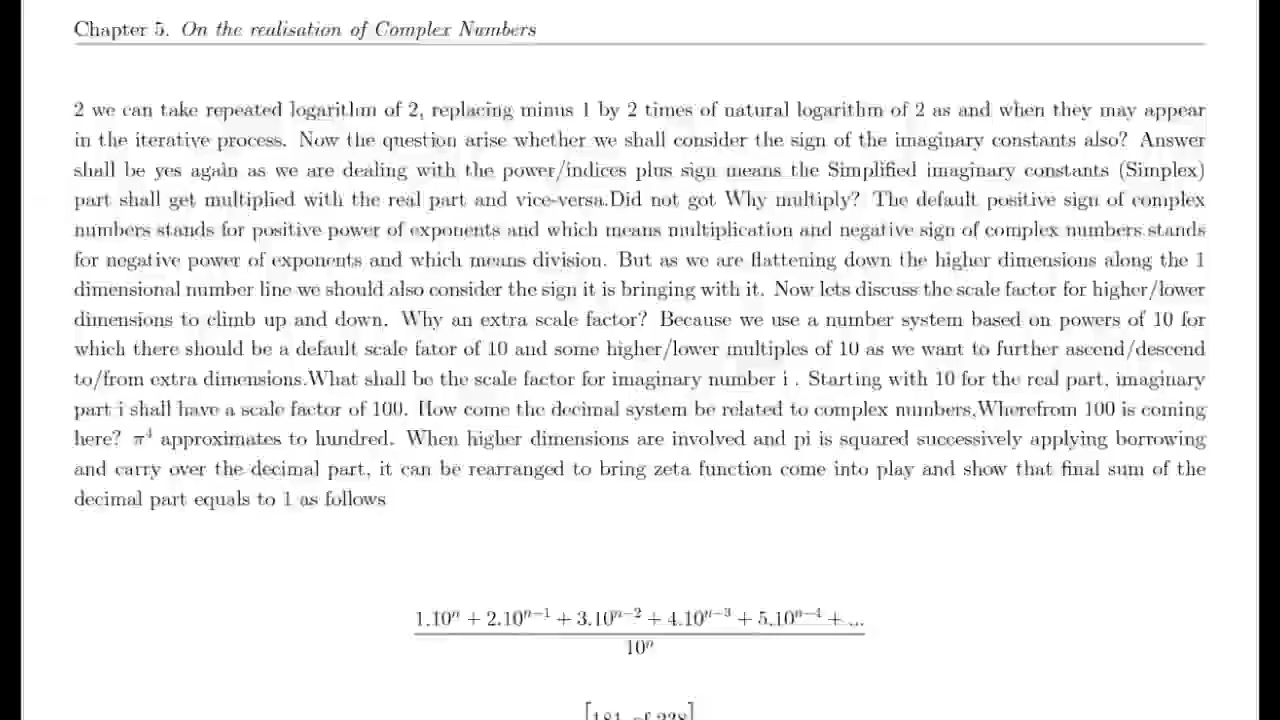 Chapter 5. On the realisation of Complex Numbers
2 we can take repeated logarithm of 2, replacing minus 1 by 2 times of natural logarithm of 2 as and when they may appear
in the iterative process. Now the question arise whether we shall consider the sign of the imaginary constants also? Answer
shall be yes again as we are dealing with the power/indices plus sign means the Simplified imaginary constants (Simplex)
part shall get multiplied with the real part and vice-versa.Did not got Why multiply? The default positive sign of complex
numbers stands for positive power of exponents and which means multiplication and negative sign of complex numbers stands
for negative power of exponents and which means division. But as we are flattening down the higher dimensions along the 1
dimensional number line we should also consider the sign it is bringing with it. Now lets discuss the scale factor for higher/lower
dimensions to climb up and down. Why an extra scale factor? Because we use a number system based on powers of 10 for
which there should be a default scale fator of 10 and some higher/lower multiples of 10 as we want to further ascend/descend
to/from extra dimensions.What shall be the scale factor for imaginary number i . Starting with 10 for the real part, imaginary
part i shall have a scale factor of 100. How come the decimal system be related to complex numbers,Wherefrom 100 is coming
here? π⁴ approximates to hundred. When higher dimensions are involved and pi is squared successively applying borrowing
and carry over the decimal part, it can be rearranged to bring zeta function come into play and show that final sum of the
decimal part equals to 1 as follows
1.10ⁿ + 2.10ⁿ⁻¹ + 3.10ⁿ⁻² + 4.10ⁿ⁻³ + 5.10ⁿ⁻⁴ + ...
10ⁿ
[181 of 228]